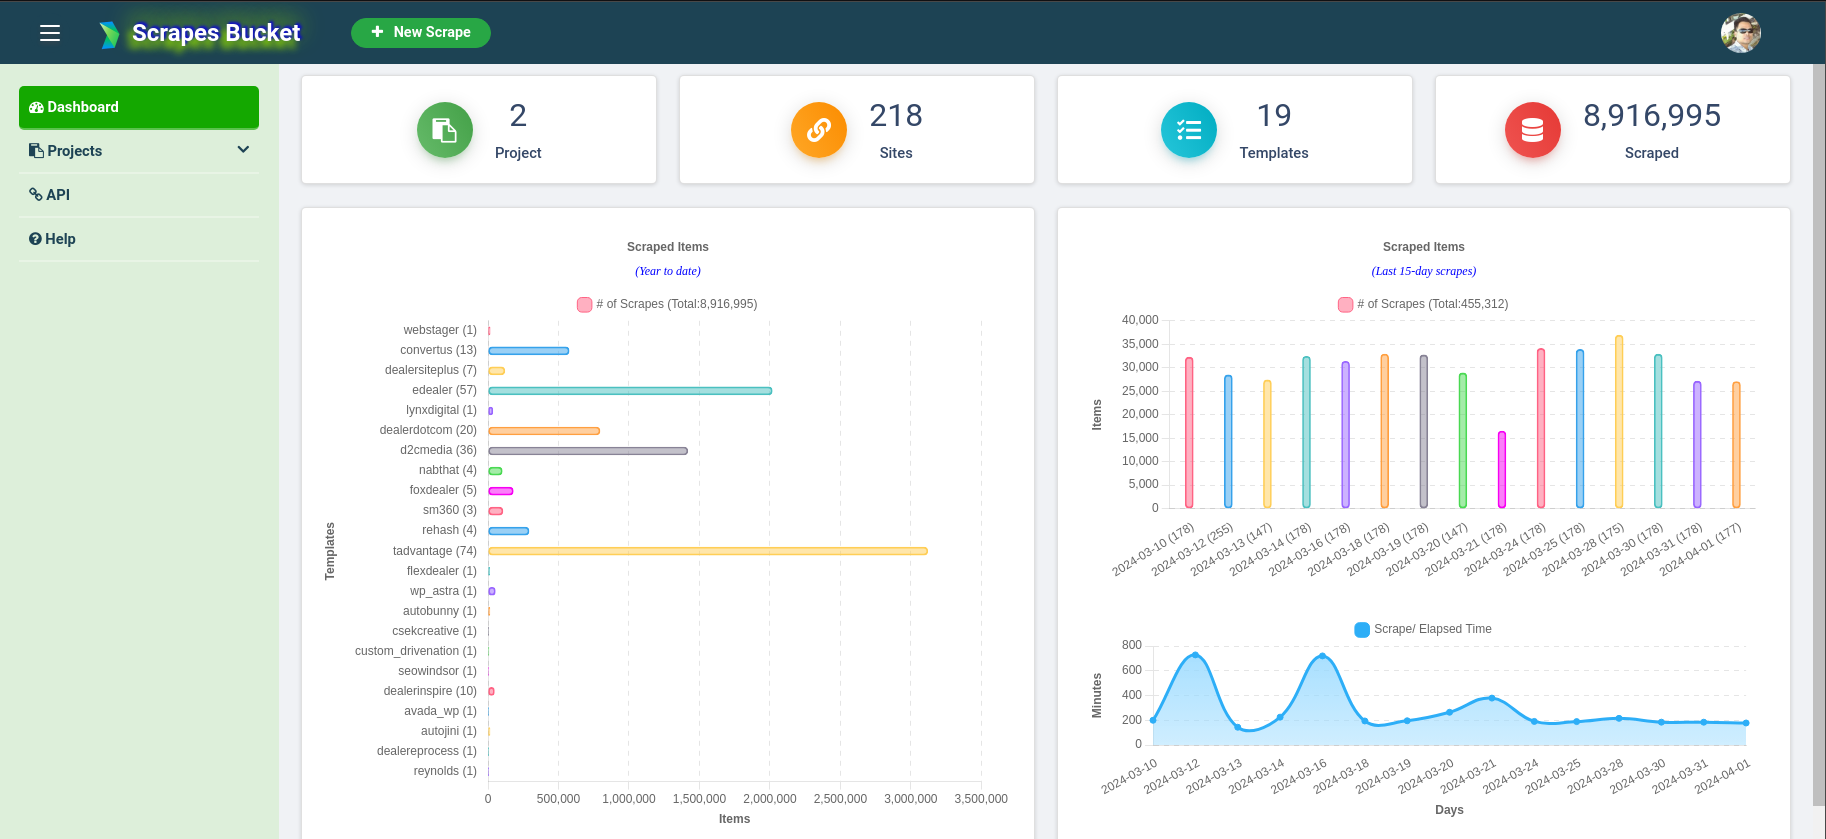 Scrapes Bucket
New Scrape
Dashboard
Projects
API
Help
2
Project
218
Sites
19
Templates
8,916,995
Scraped
Scraped Items
(Year to date)
# of Scrapes (Total:8,916,995)
Templates
webstager (1)
convertus (13)
dealersiteplus (7)
edealer (57)
lynxdigital (1)
dealerdotcom (20)
d2cmedia (36)
nabthat (4)
foxdealer (5)
sm360 (3)
rehash (4)
tadvantage (74)
flexdealer (1)
wp_astra (1)
autobunny (1)
csekcreative (1)
custom_drivenation (1)
seowindsor (1)
dealerinspire (10)
avada_wp (1)
autojini (1)
dealereprocess (1)
reynolds (1)
0 500,000 1,000,000 1,500,000 2,000,000 2,500,000 3,000,000 3,500,000
Items
Scraped Items
(Last 15-day scrapes)
# of Scrapes (Total:455,312)
Items
40,000
35,000
30,000
25,000
20,000
15,000
10,000
5,000
0
2024-03-10 (178)
2024-03-12 (255)
2024-03-13 (147)
2024-03-14 (178)
2024-03-16 (178)
2024-03-18 (178)
2024-03-19 (178)
2024-03-20 (147)
2024-03-21 (178)
2024-03-24 (178)
2024-03-25 (178)
2024-03-28 (175)
2024-03-30 (178)
2024-03-31 (178)
2024-04-01 (177)
Scrape/ Elapsed Time
Minutes
800
600
400
200
0
2024-03-10
2024-03-12
2024-03-13
2024-03-14
2024-03-16
2024-03-18
2024-03-19
2024-03-20
2024-03-21
2024-03-24
2024-03-25
2024-03-28
2024-03-30
2024-03-31
2024-04-01
Days